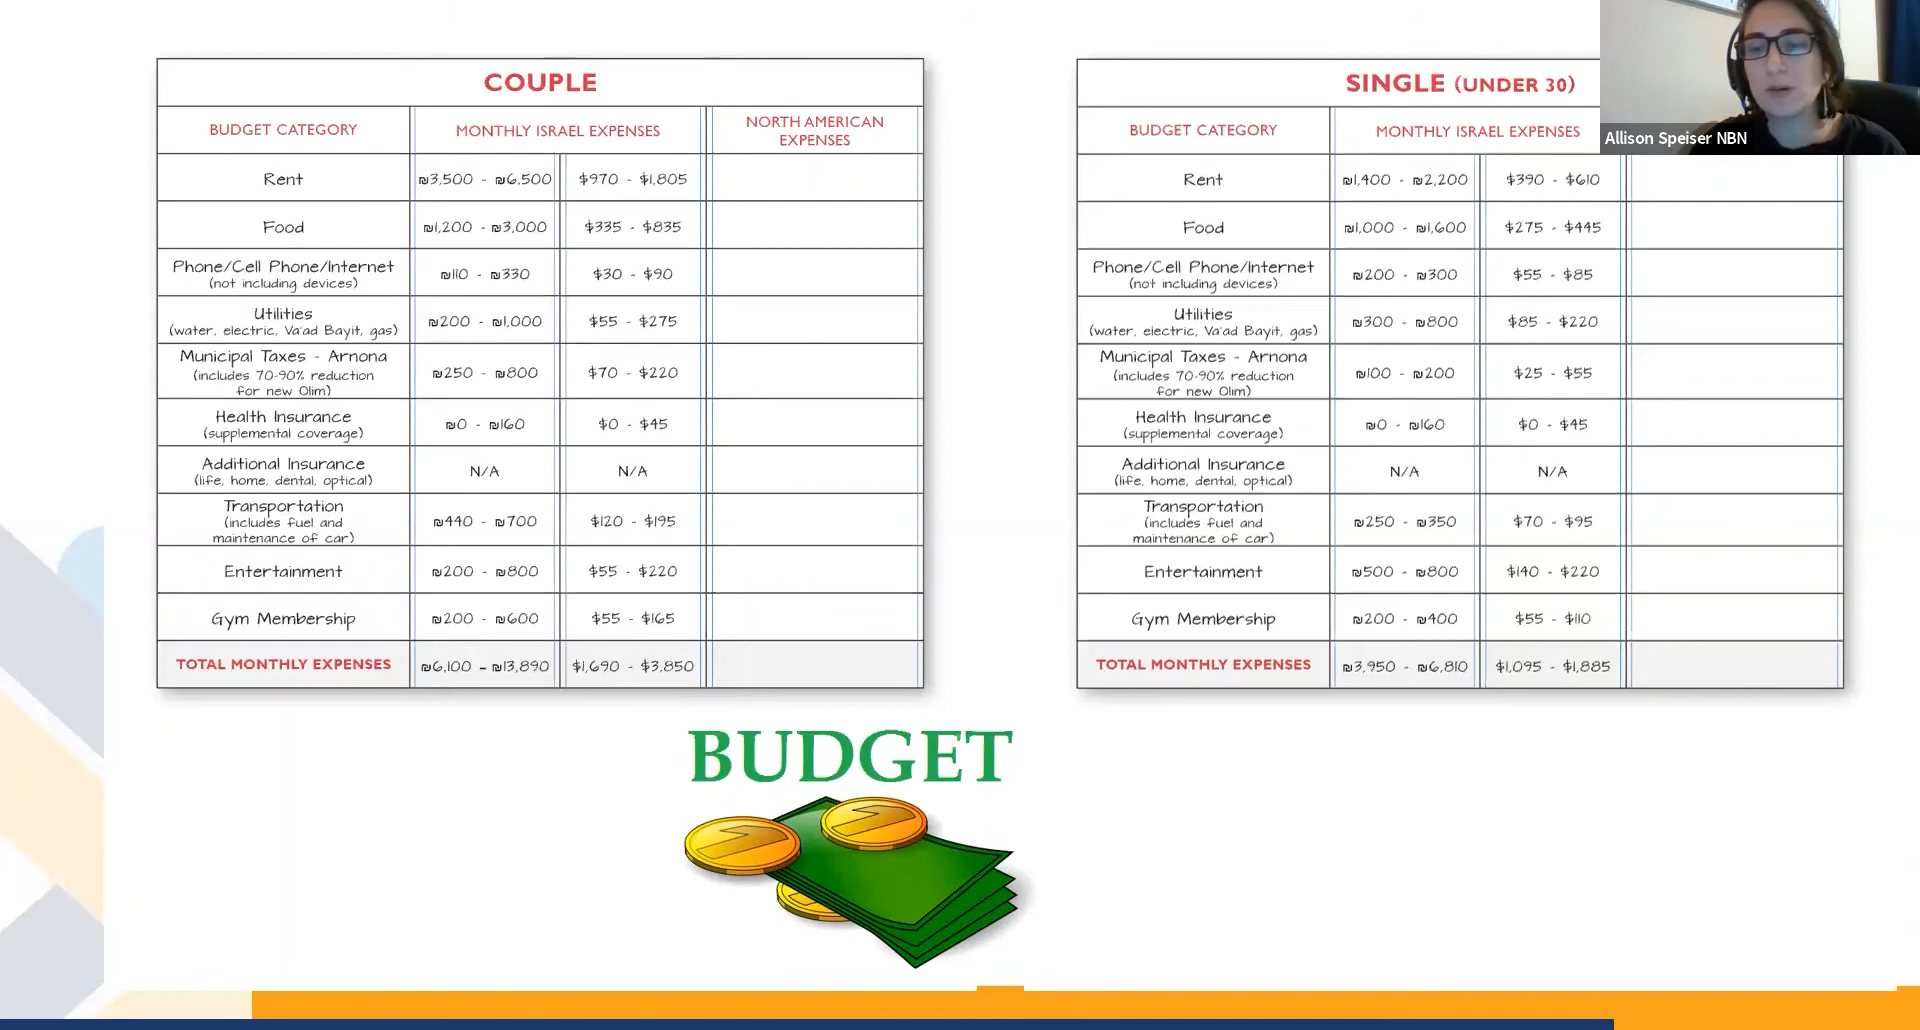 COUPLE
BUDGET CATEGORY
MONTHLY ISRAEL EXPENSES
NORTH AMERICAN
EXPENSES
Rent
₪3,500 - ₪6,500
$970 - $1,805
Food
₪1,200 - ₪3,000
$335 - $835
Phone/Cell Phone/Internet
(not including devices)
₪110 - ₪330
$30 - $90
Utilities
(water, electric, Va'ad Bayit, gas)
₪200 - ₪1,000
$55 - $275
Municipal Taxes - Arnona
(includes 70-90% reduction
for new Olim)
₪250 - ₪800
$70 - $220
Health Insurance
(supplemental coverage)
₪0 - ₪160
$0 - $45
Additional Insurance
(life, home, dental, optical)
N/A
N/A
Transportation
(includes fuel and
maintenance of car)
₪440 - ₪700
$120 - $195
Entertainment
₪200 - ₪800
$55 - $220
Gym Membership
₪200 - ₪600
$55 - $165
TOTAL MONTHLY EXPENSES
₪6,100 - ₪13,890
$1,690 - $3,850
SINGLE (UNDER 30)
BUDGET CATEGORY
MONTHLY ISRAEL EXPENSES
Rent
₪1,400 - ₪2,200
$390 - $610
Food
₪1,000 - ₪1,600
$275 - $445
Phone/Cell Phone/Internet
(not including devices)
₪200 - ₪300
$55 - $85
Utilities
(water, electric, Va'ad Bayit, gas)
₪300 - ₪800
$85 - $220
Municipal Taxes - Arnona
(includes 70-90% reduction
for new Olim)
₪100 - ₪200
$25 - $55
Health Insurance
(supplemental coverage)
₪0 - ₪160
$0 - $45
Additional Insurance
(life, home, dental, optical)
N/A
N/A
Transportation
(includes fuel and
maintenance of car)
₪250 - ₪350
$70 - $95
Entertainment
₪500 - ₪800
$140 - $220
Gym Membership
₪200 - ₪400
$55 - $110
TOTAL MONTHLY EXPENSES
₪3,950 - ₪6,810
$1,095 - $1,885
Allison Speiser NBN
BUDGET